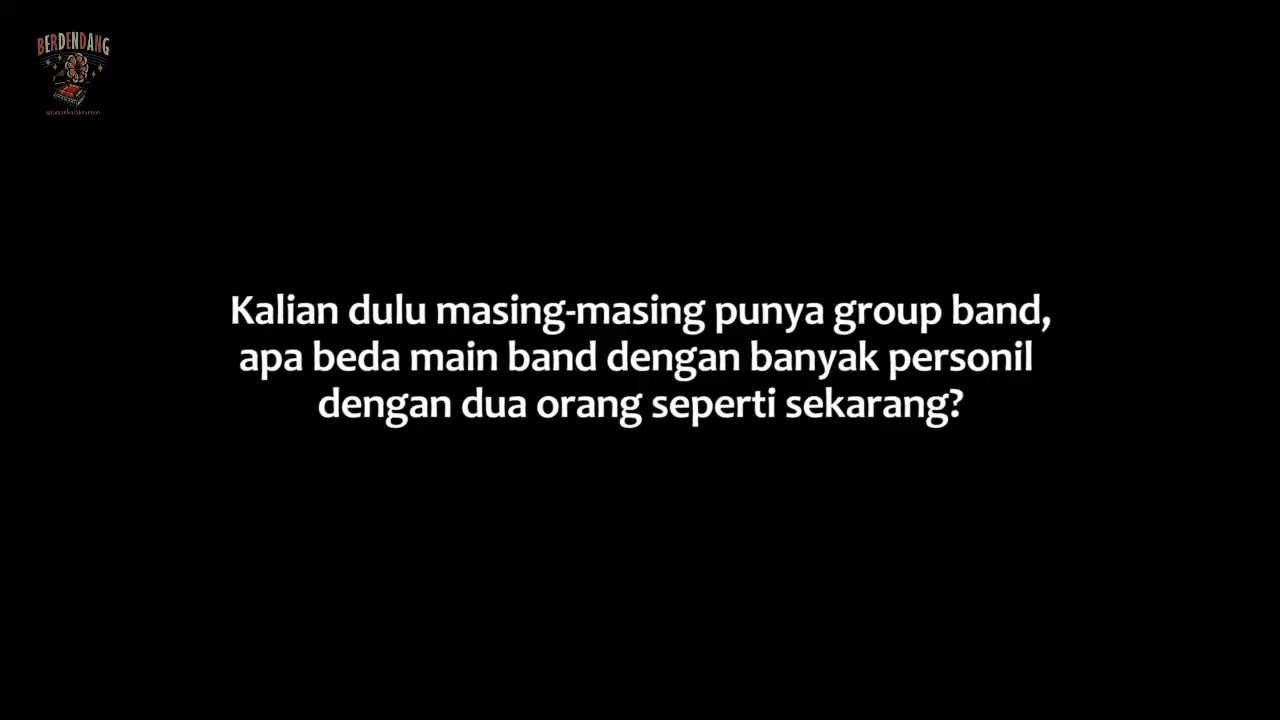 BERDENDANG
Kalian dulu masing-masing punya group band,
apa beda main band dengan banyak personil
dengan dua orang seperti sekarang?